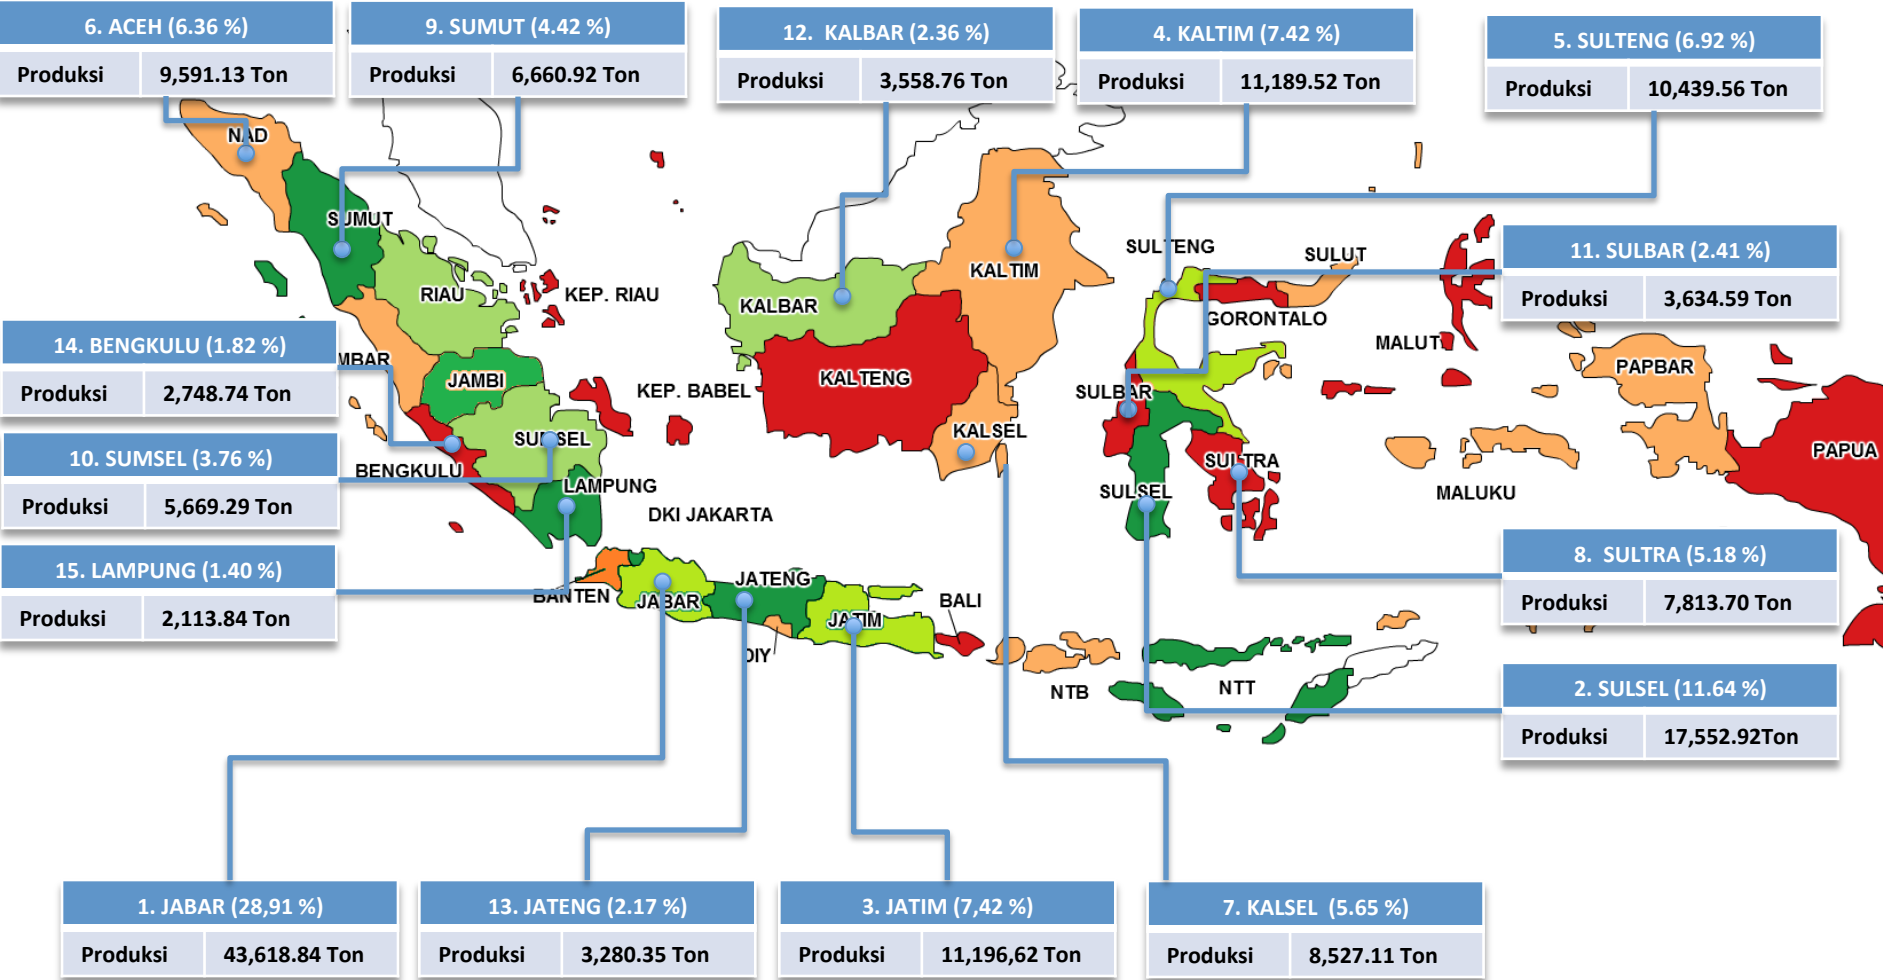 6. ACEH (6.36 %)
Produksi 9,591.13 Ton
9. SUMUT (4.42 %)
Produksi 6,660.92 Ton
12. KALBAR (2.36 %)
Produksi 3,558.76 Ton
4. KALTIM (7.42 %)
Produksi 11,189.52 Ton
5. SULTENG (6.92 %)
Produksi 10,439.56 Ton
NAD
SUMUT
RIAU
KEP. RIAU
KALBAR
KALTIM
SULTENG
SULUT
GORONTALO
11. SULBAR (2.41 %)
Produksi 3,634.59 Ton
MALUT
PAPBAR
14. BENGKULU (1.82 %)
Produksi 2,748.74 Ton
MBAR
JAMBI
KEP. BABEL
KALTENG
SULBAR
KALSEL
SUMSEL
10. SUMSEL (3.76 %)
Produksi 5,669.29 Ton
BENGKULU
LAMPUNG
DKI JAKARTA
SULTRA
SULSEL
MALUKU
PAPUA
15. LAMPUNG (1.40 %)
Produksi 2,113.84 Ton
BANTEN
JABAR
JATENG
JATIM
BALI
DIY
NTB
NTT
8. SULTRA (5.18 %)
Produksi 7,813.70 Ton
2. SULSEL (11.64 %)
Produksi 17,552.92Ton
1. JABAR (28,91 %)
Produksi 43,618.84 Ton
13. JATENG (2.17 %)
Produksi 3,280.35 Ton
3. JATIM (7,42 %)
Produksi 11,196,62 Ton
7. KALSEL (5.65 %)
Produksi 8,527.11 Ton